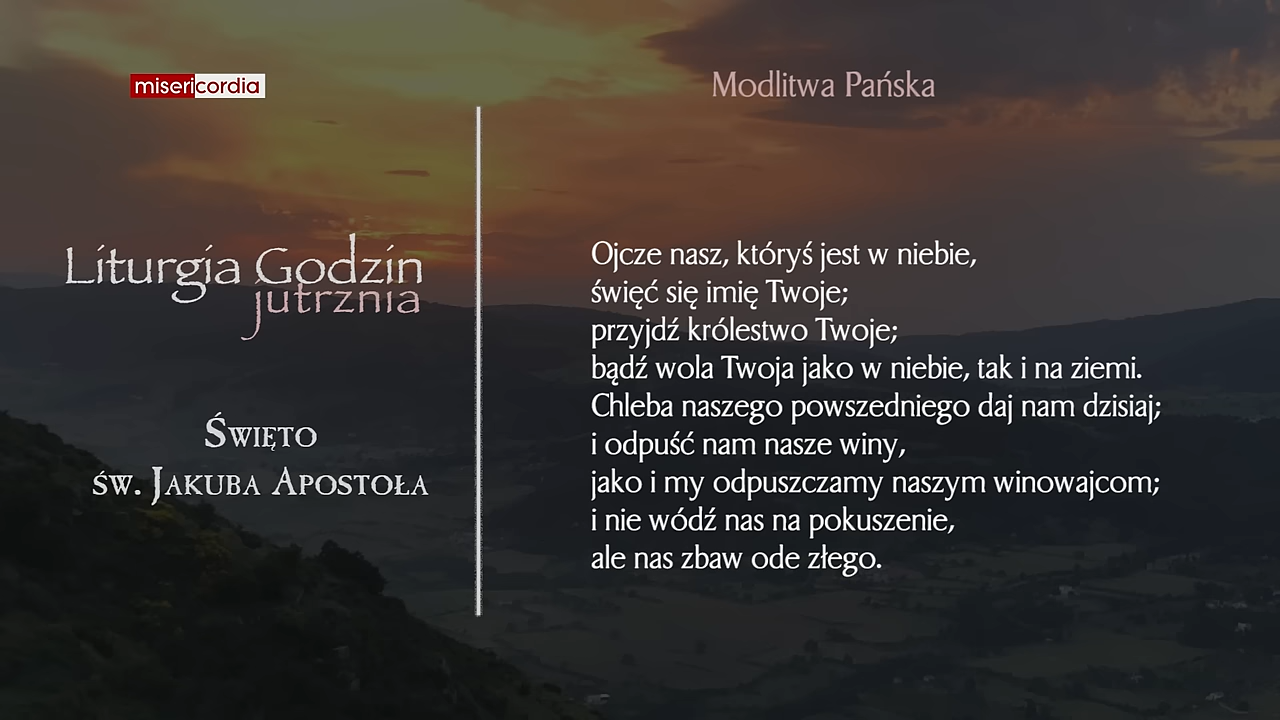 misericordia
Liturgia Godzin
jutrznia
Święto
św. Jakuba Apostoła
Modlitwa Pańska
Ojcze nasz, któryś jest w niebie,
święć się imię Twoje;
przyjdź królestwo Twoje;
bądź wola Twoja jako w niebie, tak i na ziemi.
Chleba naszego powszedniego daj nam dzisiaj;
i odpuść nam nasze winy,
jako i my odpuszczamy naszym winowajcom;
i nie wódź nas na pokuszenie,
ale nas zbaw ode złego.